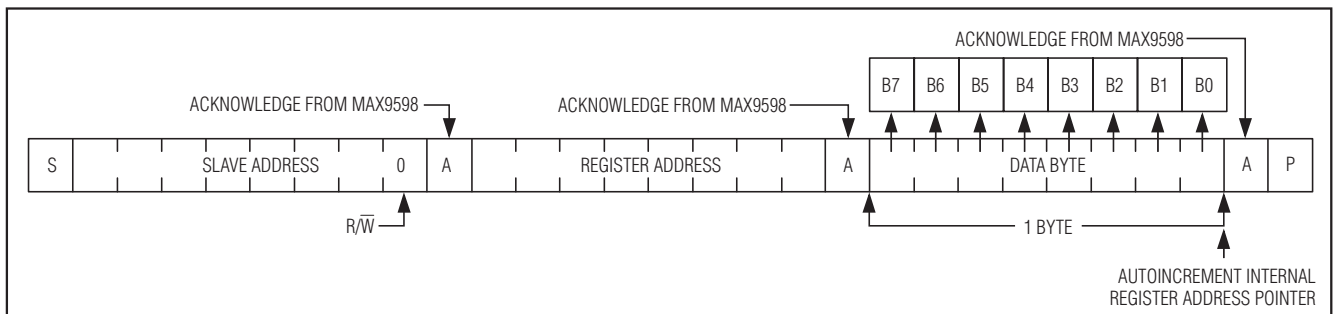 ACKNOWLEDGE FROM MAX9598
B7 B6 B5 B4 B3 B2 B1 B0
ACKNOWLEDGE FROM MAX9598 ACKNOWLEDGE FROM MAX9598
S SLAVE ADDRESS 0 A REGISTER ADDRESS A DATA BYTE A P
R/W̅ 1 BYTE
AUTOINCREMENT INTERNAL
REGISTER ADDRESS POINTER